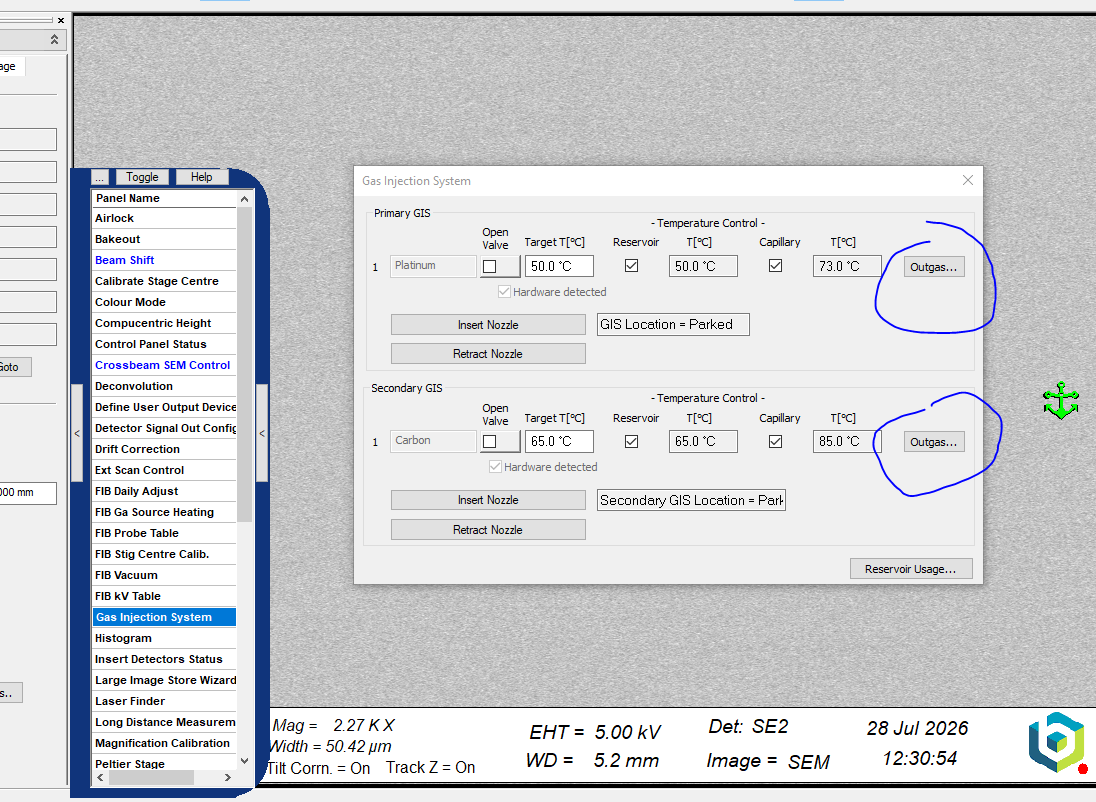 age
Goto
000 mm
s..
... Toggle Help
Panel Name
Airlock
Bakeout
Beam Shift
Calibrate Stage Centre
Colour Mode
Compucentric Height
Control Panel Status
Crossbeam SEM Control
Deconvolution
Define User Output Device
Detector Signal Out Config
Drift Correction
Ext Scan Control
FIB Daily Adjust
FIB Ga Source Heating
FIB Probe Table
FIB Stig Centre Calib.
FIB Vacuum
FIB kV Table
Gas Injection System
Histogram
Insert Detectors Status
Large Image Store Wizard
Laser Finder
Long Distance Measurem
Magnification Calibration
Peltier Stage
Gas Injection System
Primary GIS
- Temperature Control -
Open Valve Target T[°C] Reservoir T[°C] Capillary T[°C]
1 Platinum 50.0 °C 50.0 °C 73.0 °C Outgas...
Hardware detected
Insert Nozzle GIS Location = Parked
Retract Nozzle
Secondary GIS
- Temperature Control -
Open Valve Target T[°C] Reservoir T[°C] Capillary T[°C]
1 Carbon 65.0 °C 65.0 °C 85.0 °C Outgas...
Hardware detected
Insert Nozzle Secondary GIS Location = Park
Retract Nozzle
Reservoir Usage...
Mag = 2.27 K X EHT = 5.00 kV Det: SE2 28 Jul 2026
Width = 50.42 µm WD = 5.2 mm Image = SEM 12:30:54
Tilt Corrn. = On Track Z = On